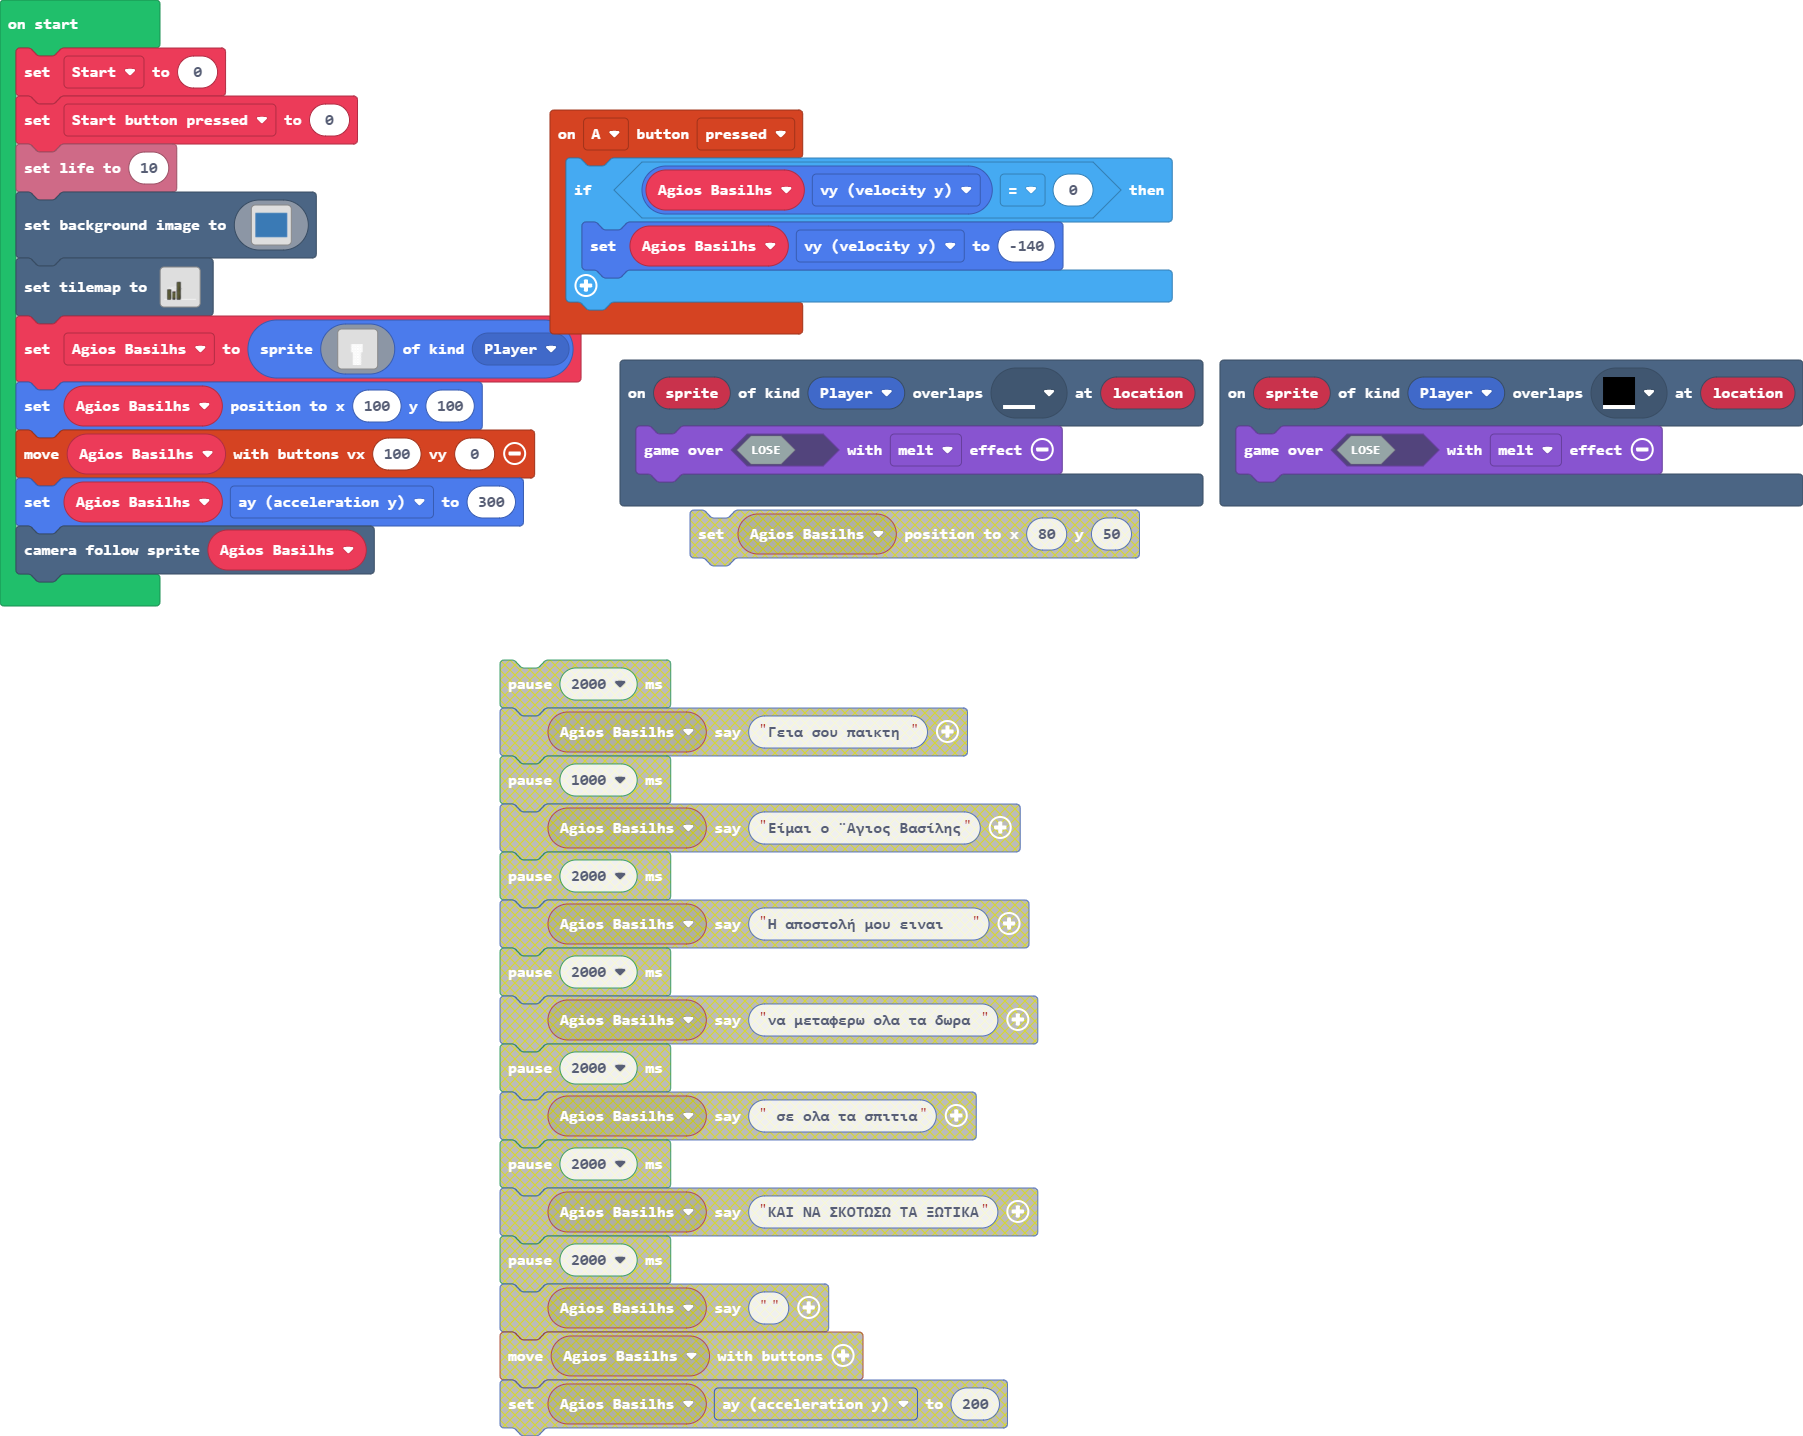 on start
set Start to 0
set Start button pressed to 0
set life to 10
set background image to
set tilemap to
set Agios Basilhs to sprite of kind Player
set Agios Basilhs position to x 100 y 100
move Agios Basilhs with buttons vx 100 vy 0
set Agios Basilhs ay (acceleration y) to 300
camera follow sprite Agios Basilhs
on A button pressed
if Agios Basilhs vy (velocity y) = 0 then
set Agios Basilhs vy (velocity y) to -140
on sprite of kind Player overlaps at location
game over LOSE with melt effect
on sprite of kind Player overlaps at location
game over LOSE with melt effect
set Agios Basilhs position to x 80 y 50
pause 2000 ms
Agios Basilhs say "Γεια σου παικτη "
pause 1000 ms
Agios Basilhs say "Είμαι ο ¨Αγιος Βασίλης"
pause 2000 ms
Agios Basilhs say "Η αποστολή μου ειναι "
pause 2000 ms
Agios Basilhs say "να μεταφερω ολα τα δωρα "
pause 2000 ms
Agios Basilhs say " σε ολα τα σπιτια"
pause 2000 ms
Agios Basilhs say "ΚΑΙ ΝΑ ΣΚΟΤΩΣΩ ΤΑ ΞΩΤΙΚΑ"
pause 2000 ms
Agios Basilhs say " "
move Agios Basilhs with buttons
set Agios Basilhs ay (acceleration y) to 200